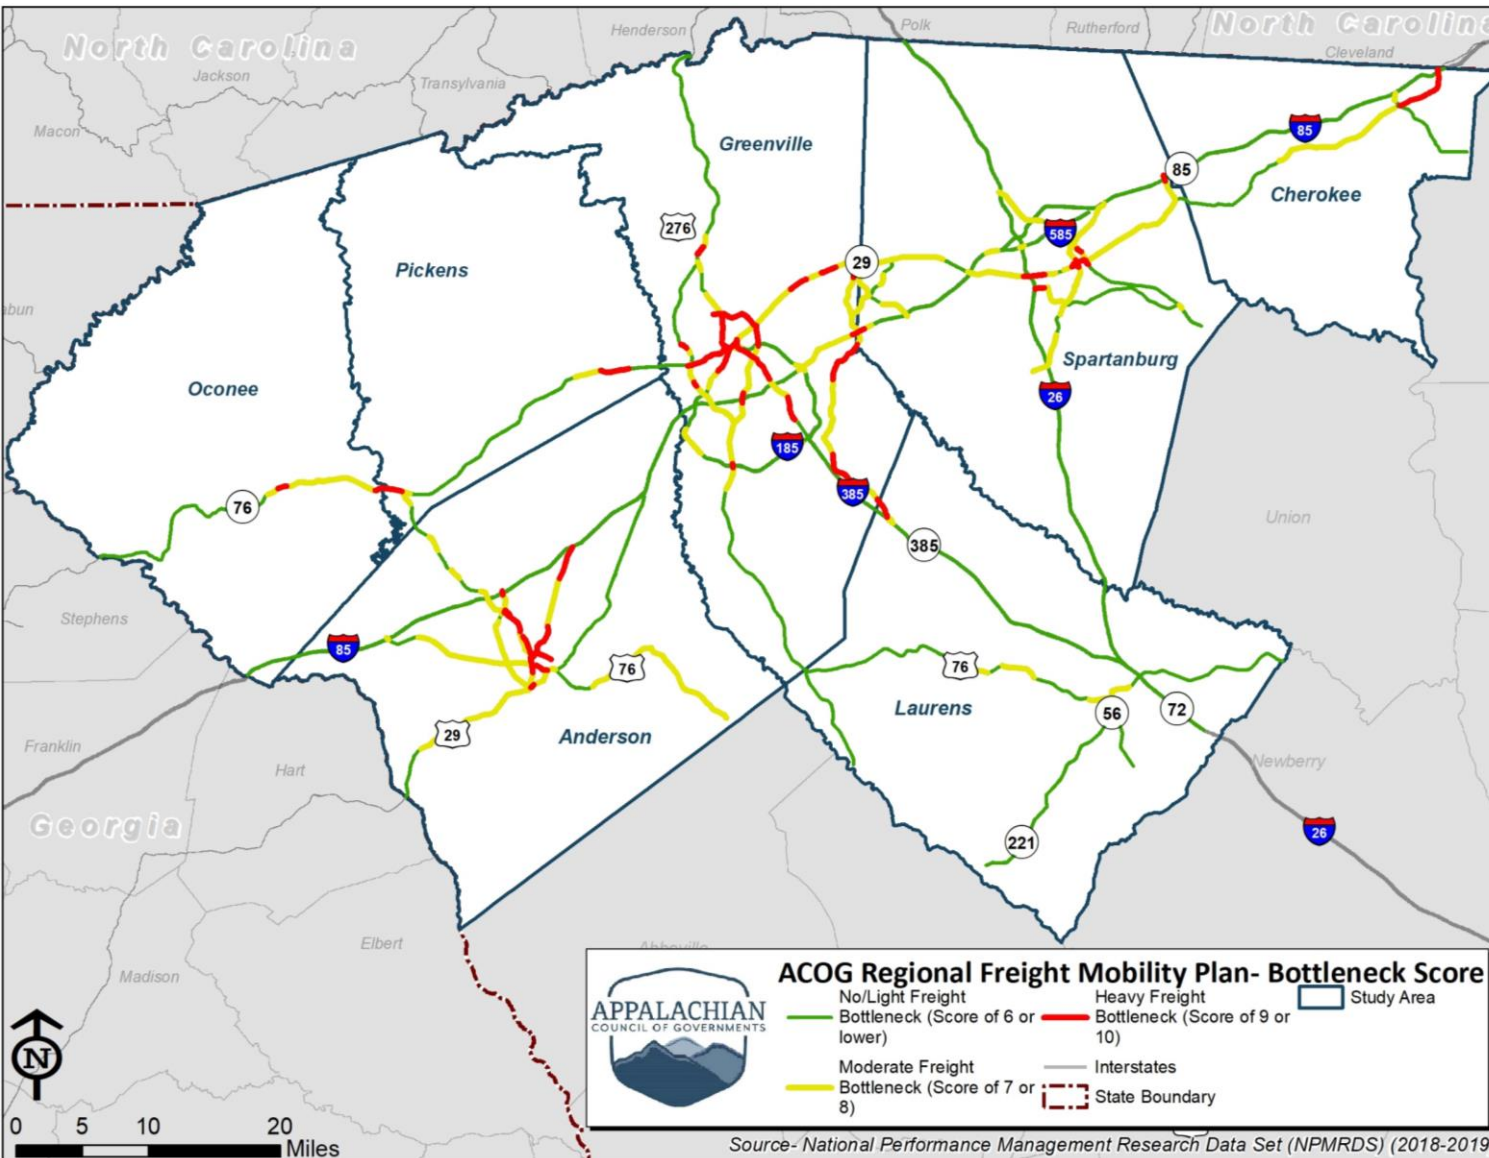 North Carolina
North Carolina
Henderson
Polk
Rutherford
Cleveland
Jackson
Transylvania
Macon
85
Greenville
85
Cherokee
276
585
29
Pickens
abun
Spartanburg
Oconee
26
185
385
76
Union
385
Stephens
85
76
76
Laurens
56
72
29
Anderson
Franklin
Newberry
Hart
Georgia
26
221
Elbert
Abbeville
Madison
N
0 5 10 20
Miles
APPALACHIAN
COUNCIL OF GOVERNMENTS
ACOG Regional Freight Mobility Plan- Bottleneck Score
No/Light Freight
Bottleneck (Score of 6 or
lower)
Moderate Freight
Bottleneck (Score of 7 or
8)
Heavy Freight
Bottleneck (Score of 9 or
10)
Interstates
State Boundary
Study Area
Source- National Performance Management Research Data Set (NPMRDS) (2018-2019